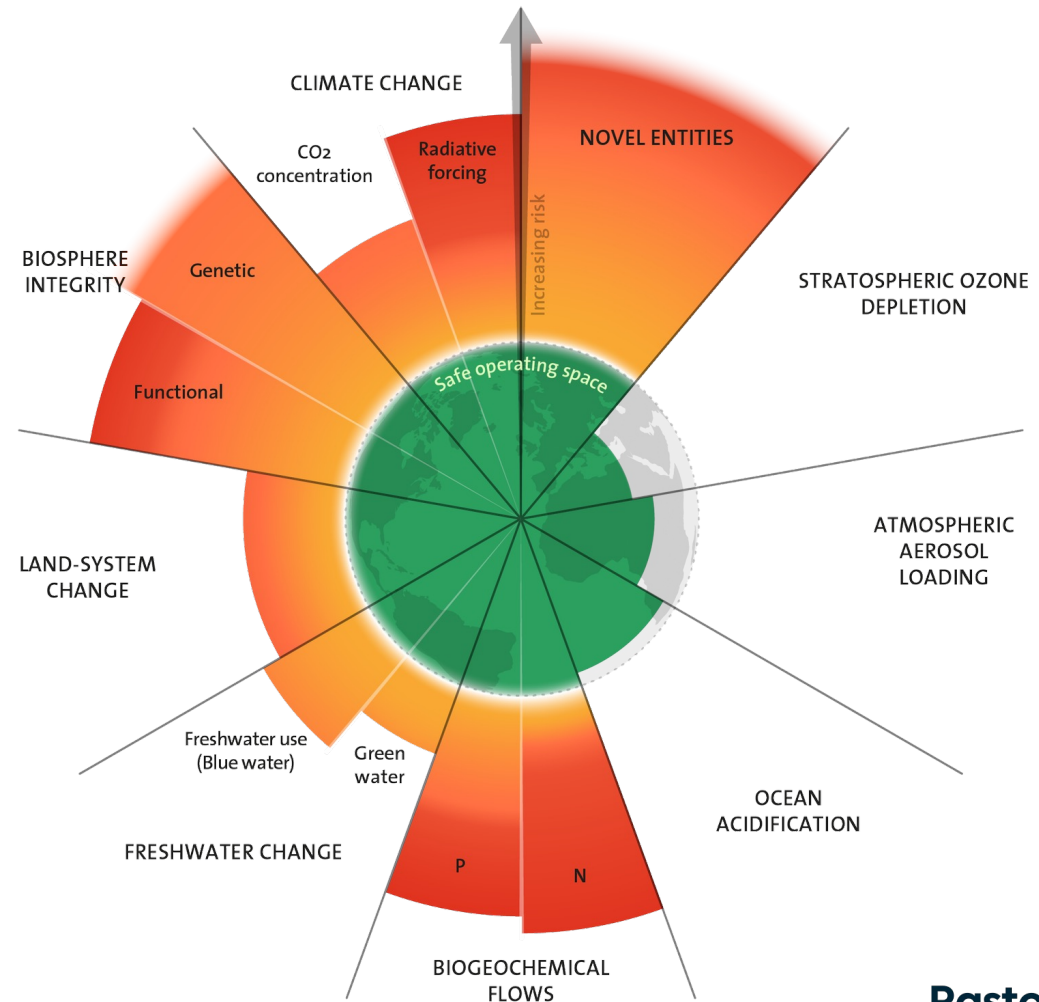 CLIMATE CHANGE
CO2
concentration
Radiative
forcing
NOVEL ENTITIES
Increasing risk
BIOSPHERE
INTEGRITY
Genetic
Functional
STRATOSPHERIC OZONE
DEPLETION
Safe operating space
ATMOSPHERIC
AEROSOL
LOADING
LAND-SYSTEM
CHANGE
Freshwater use
(Blue water)
Green
water
FRESHWATER CHANGE
OCEAN
ACIDIFICATION
P
N
BIOGEOCHEMICAL
FLOWS